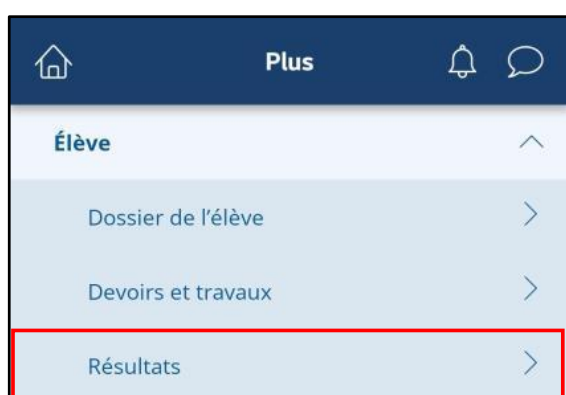 Plus
Élève
Dossier de l'élève
Devoirs et travaux
Résultats